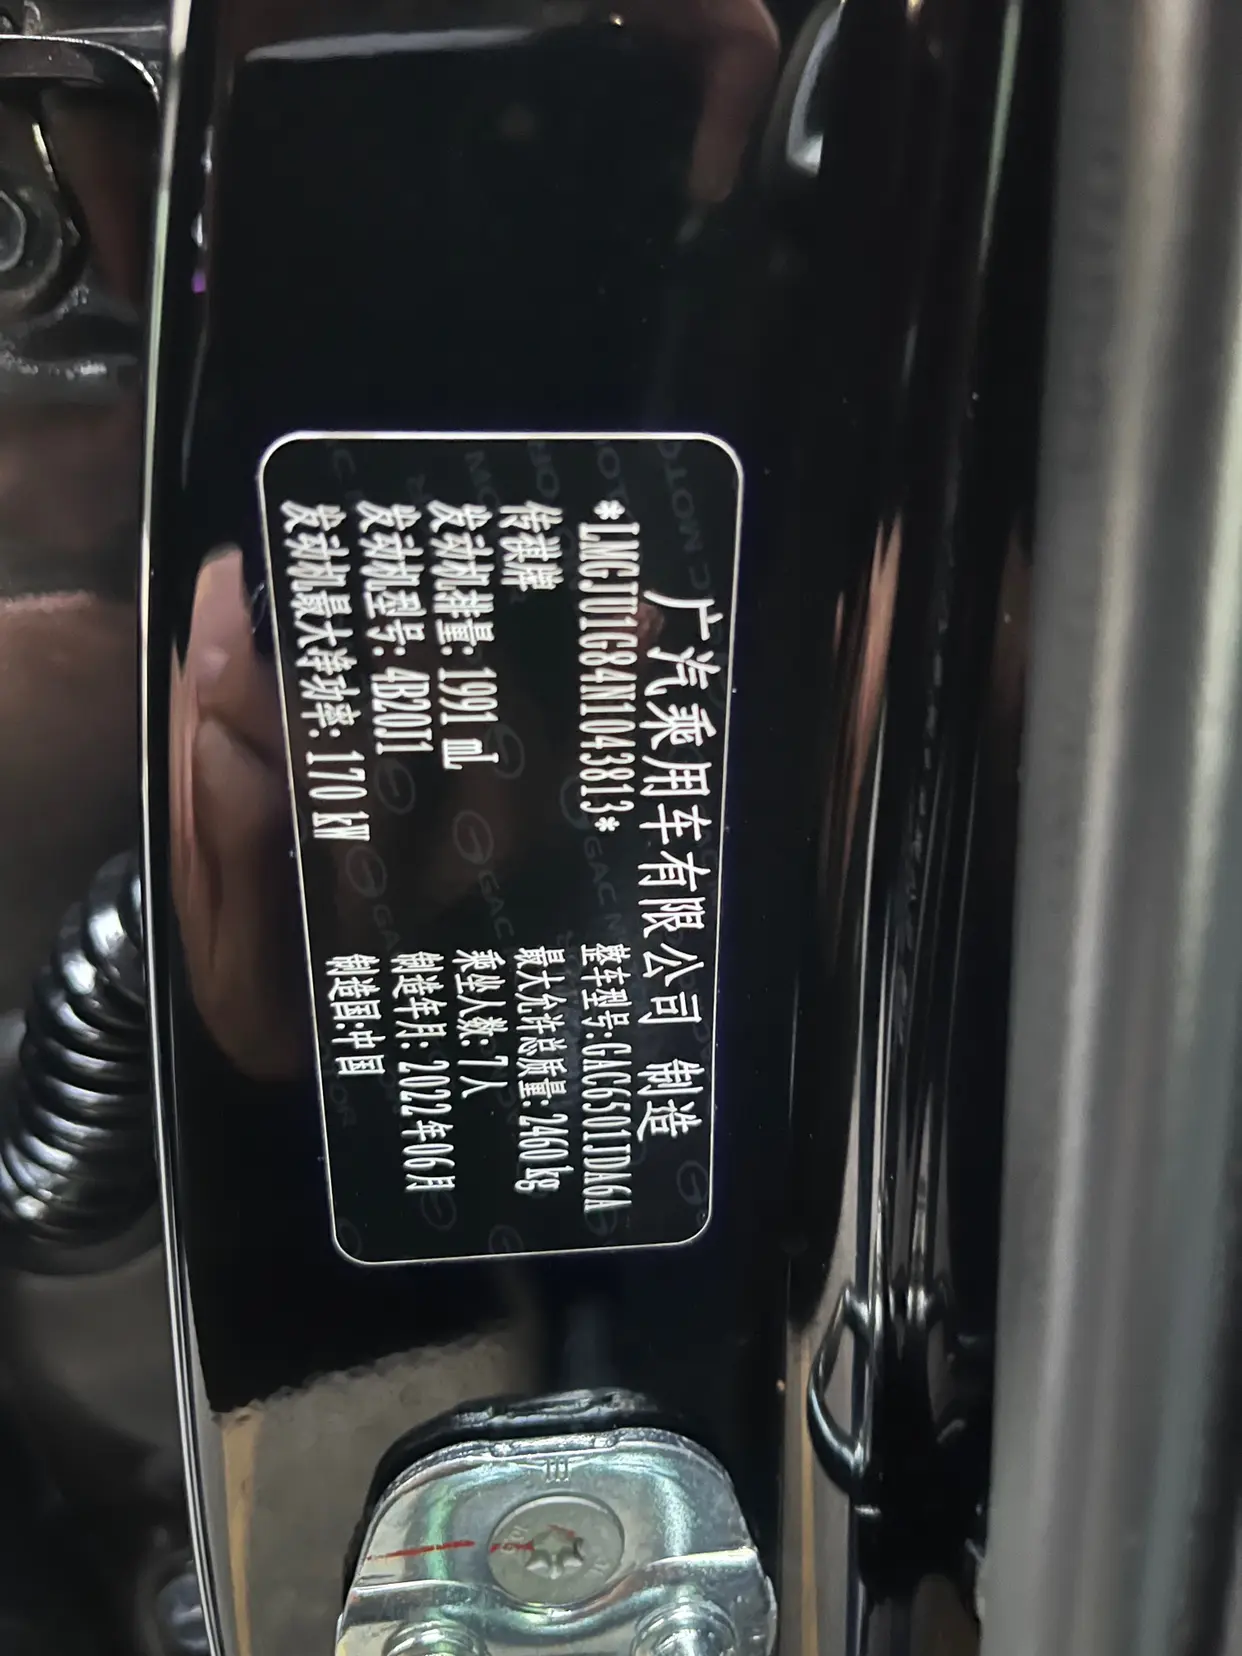 广汽乘用车有限公司 制造
*LMGJU1G84N1043813* 整车型号:GAC6501JDA6A
传祺牌 最大允许总质量: 2460 kg
发动机排量: 1991 mL 乘坐人数: 7人
发动机型号: 4B20J1 制造年月: 2022年06月
发动机最大净功率: 170 kW 制造国:中国
GAC MOTOR